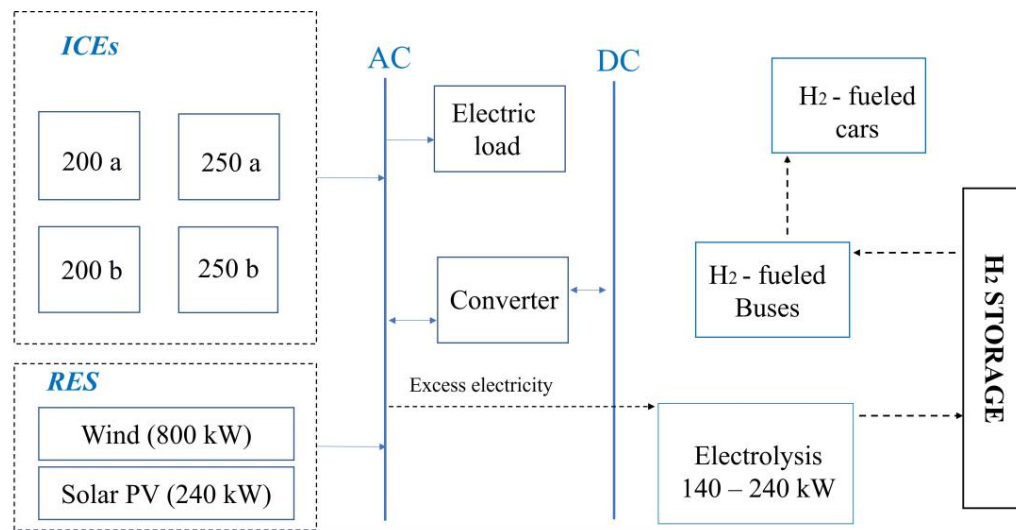 ICEs
200 a
250 a
200 b
250 b
RES
Wind (800 kW)
Solar PV (240 kW)
AC
Electric
load
Converter
Excess electricity
DC
H₂ - fueled
cars
H₂ - fueled
Buses
Electrolysis
140 – 240 kW
H₂ STORAGE